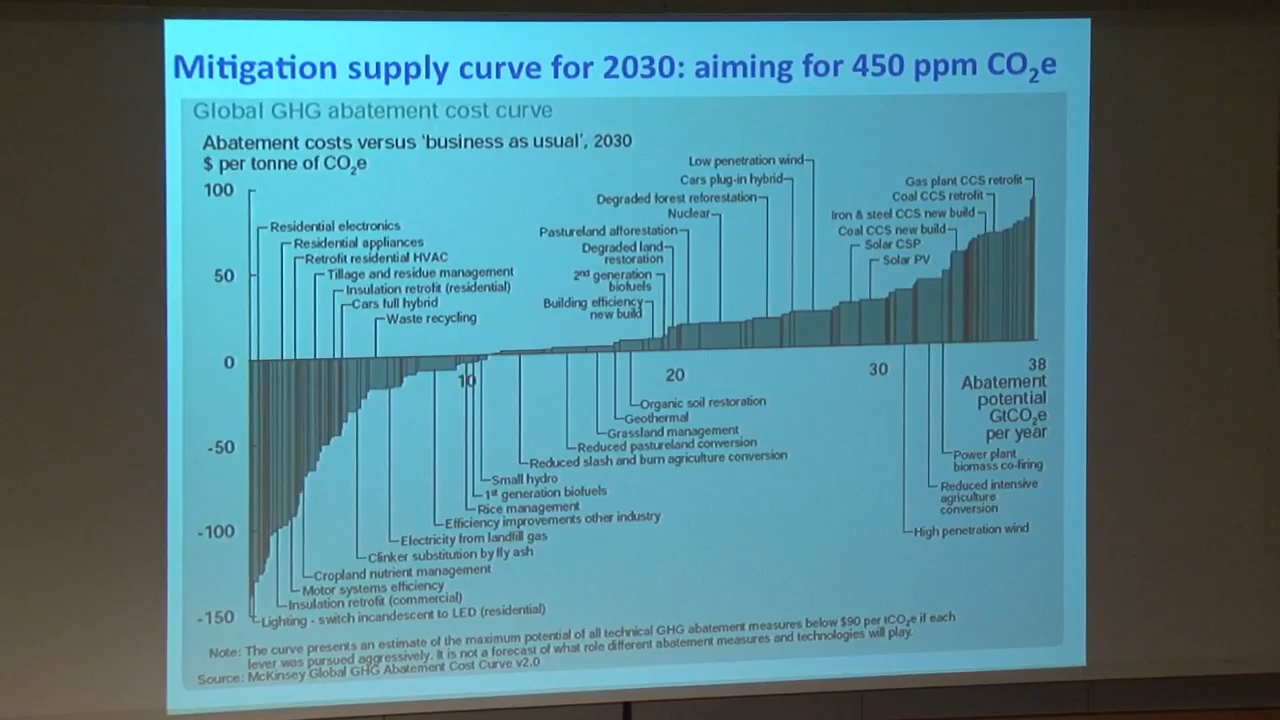 Mitigation supply curve for 2030: aiming for 450 ppm CO₂e
Global GHG abatement cost curve
Abatement costs versus 'business as usual', 2030
$ per tonne of CO₂e
100
50
0
-50
-100
-150
Residential electronics
Residential appliances
Retrofit residential HVAC
Tillage and residue management
Insulation retrofit (residential)
Cars full hybrid
Waste recycling
Low penetration wind
Cars plug-in hybrid
Degraded forest reforestation
Nuclear
Pastureland afforestation
Degraded land
restoration
2nd generation
biofuels
Building efficiency
new build
Gas plant CCS retrofit
Coal CCS retrofit
Iron & steel CCS new build
Coal CCS new build
Solar CSP
Solar PV
10
20
30
38
Abatement
potential
GtCO₂e
per year
Organic soil restoration
Geothermal
Grassland management
Reduced pastureland conversion
Reduced slash and burn agriculture conversion
Small hydro
1st generation biofuels
Rice management
Efficiency improvements other industry
Electricity from landfill gas
Clinker substitution by fly ash
Cropland nutrient management
Motor systems efficiency
Insulation retrofit (commercial)
Lighting - switch incandescent to LED (residential)
Power plant
biomass co-firing
Reduced intensive
agriculture
conversion
High penetration wind
Note: The curve presents an estimate of the maximum potential of all technical GHG abatement measures below $90 per tCO₂e if each
lever was pursued aggressively. It is not a forecast of what role different abatement measures and technologies will play.
Source: McKinsey Global GHG Abatement Cost Curve v2.0